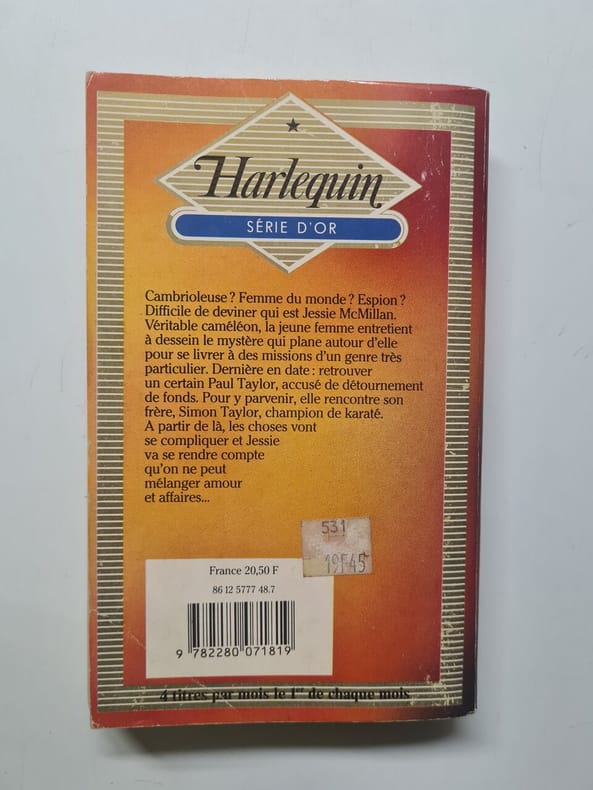 Harlequin
SÉRIE D'OR
Cambrioleuse ? Femme du monde ? Espion ?
Difficile de deviner qui est Jessie McMillan.
Véritable caméléon, la jeune femme entretient
à dessein le mystère qui plane autour d'elle
pour se livrer à des missions d'un genre très
particulier. Dernière en date : retrouver
un certain Paul Taylor, accusé de détournement
de fonds. Pour y parvenir, elle rencontre son
frère, Simon Taylor, champion de karaté.
A partir de là, les choses vont
se compliquer et Jessie
va se rendre compte
qu'on ne peut
mélanger amour
et affaires...
531
19F45
France 20,50 F
86 12 5777 48.7
9 782280 071819
4 titres par mois le 1er de chaque mois